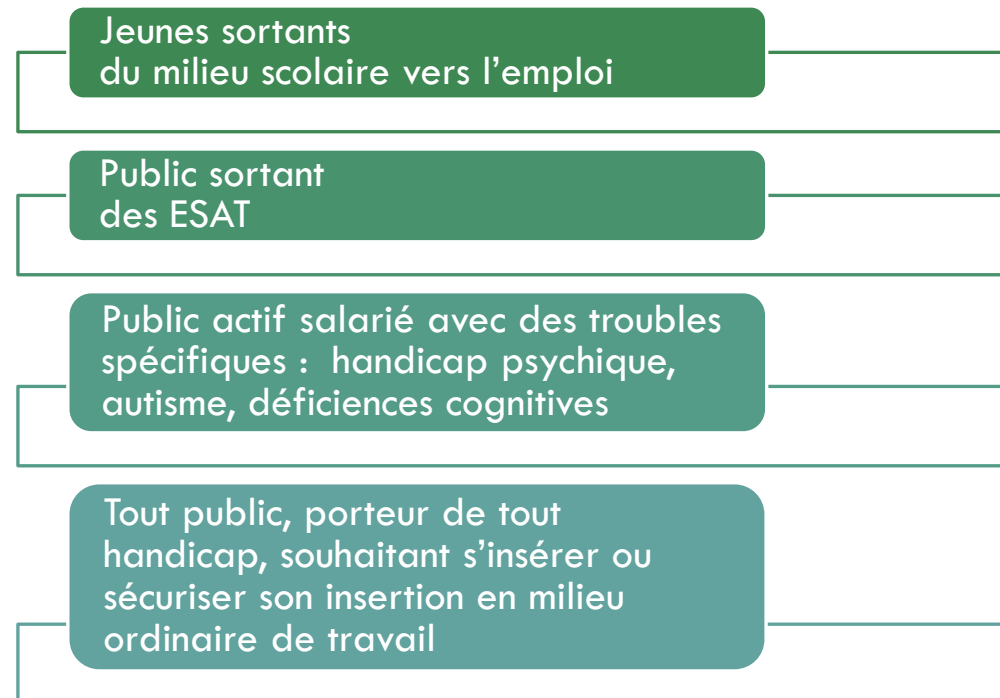 Jeunes sortants
du milieu scolaire vers l’emploi
Public sortant
des ESAT
Public actif salarié avec des troubles
spécifiques :  handicap psychique,
autisme, déficiences cognitives
Tout public, porteur de tout
handicap, souhaitant s’insérer ou
sécuriser son insertion en milieu
ordinaire de travail